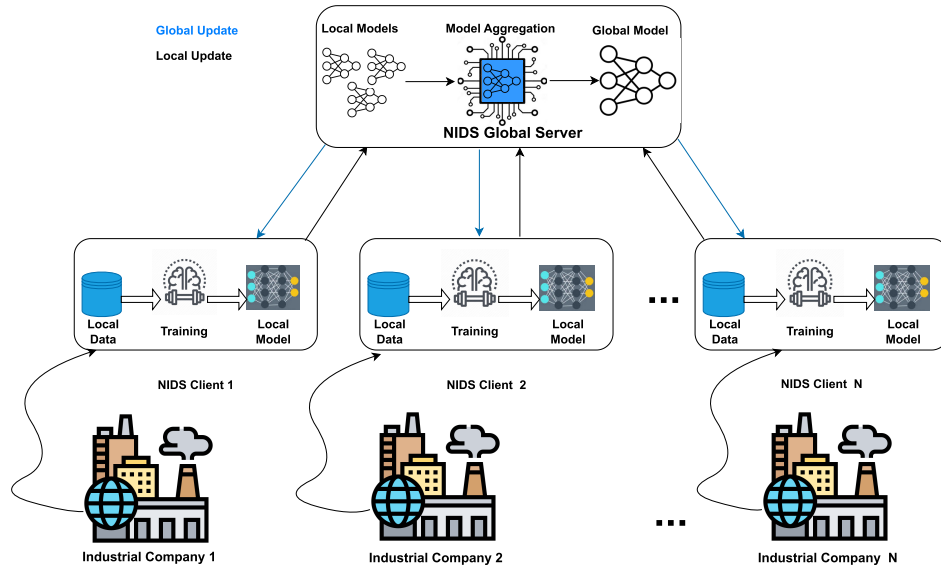 Global Update
Local Update
Local Models
Model Aggregation
Global Model
NIDS Global Server
Local
Data
Training
Local
Model
Local
Data
Training
Local
Model
...
Local
Data
Training
Local
Model
NIDS Client 1
NIDS Client 2
NIDS Client N
Industrial Company 1
Industrial Company 2
...
Industrial Company N